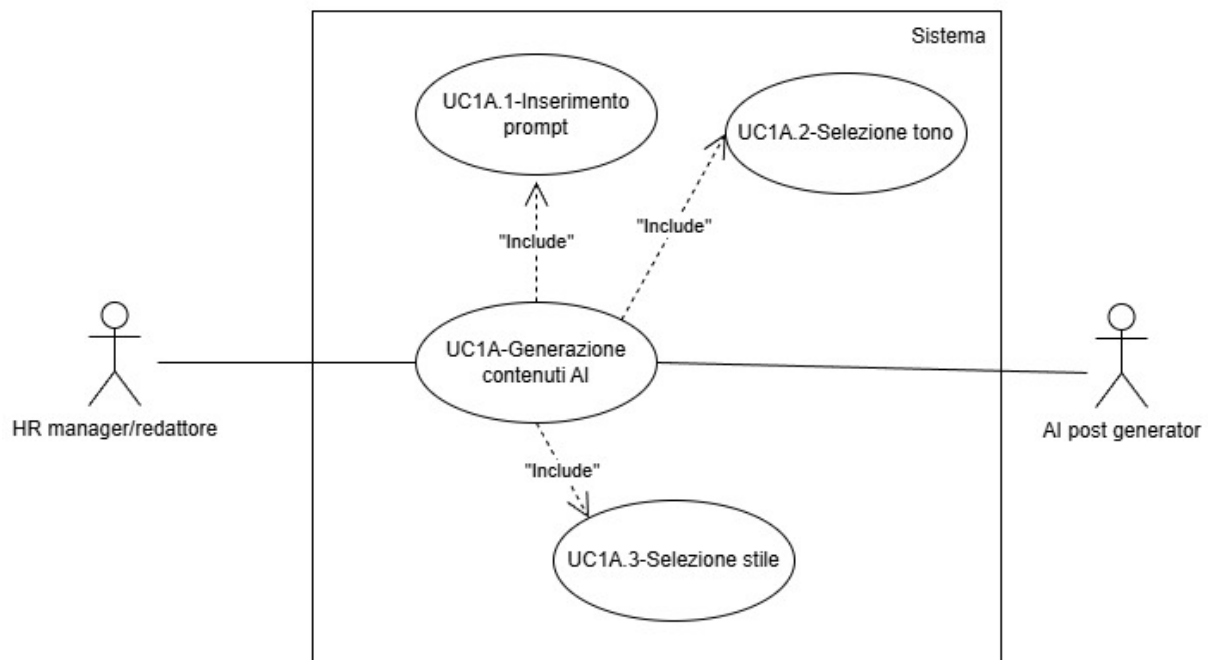 Sistema
UC1A.1-Inserimento
prompt
UC1A.2-Selezione tono
"Include"
"Include"
UC1A-Generazione
contenuti AI
HR manager/redattore
AI post generator
"Include"
UC1A.3-Selezione stile